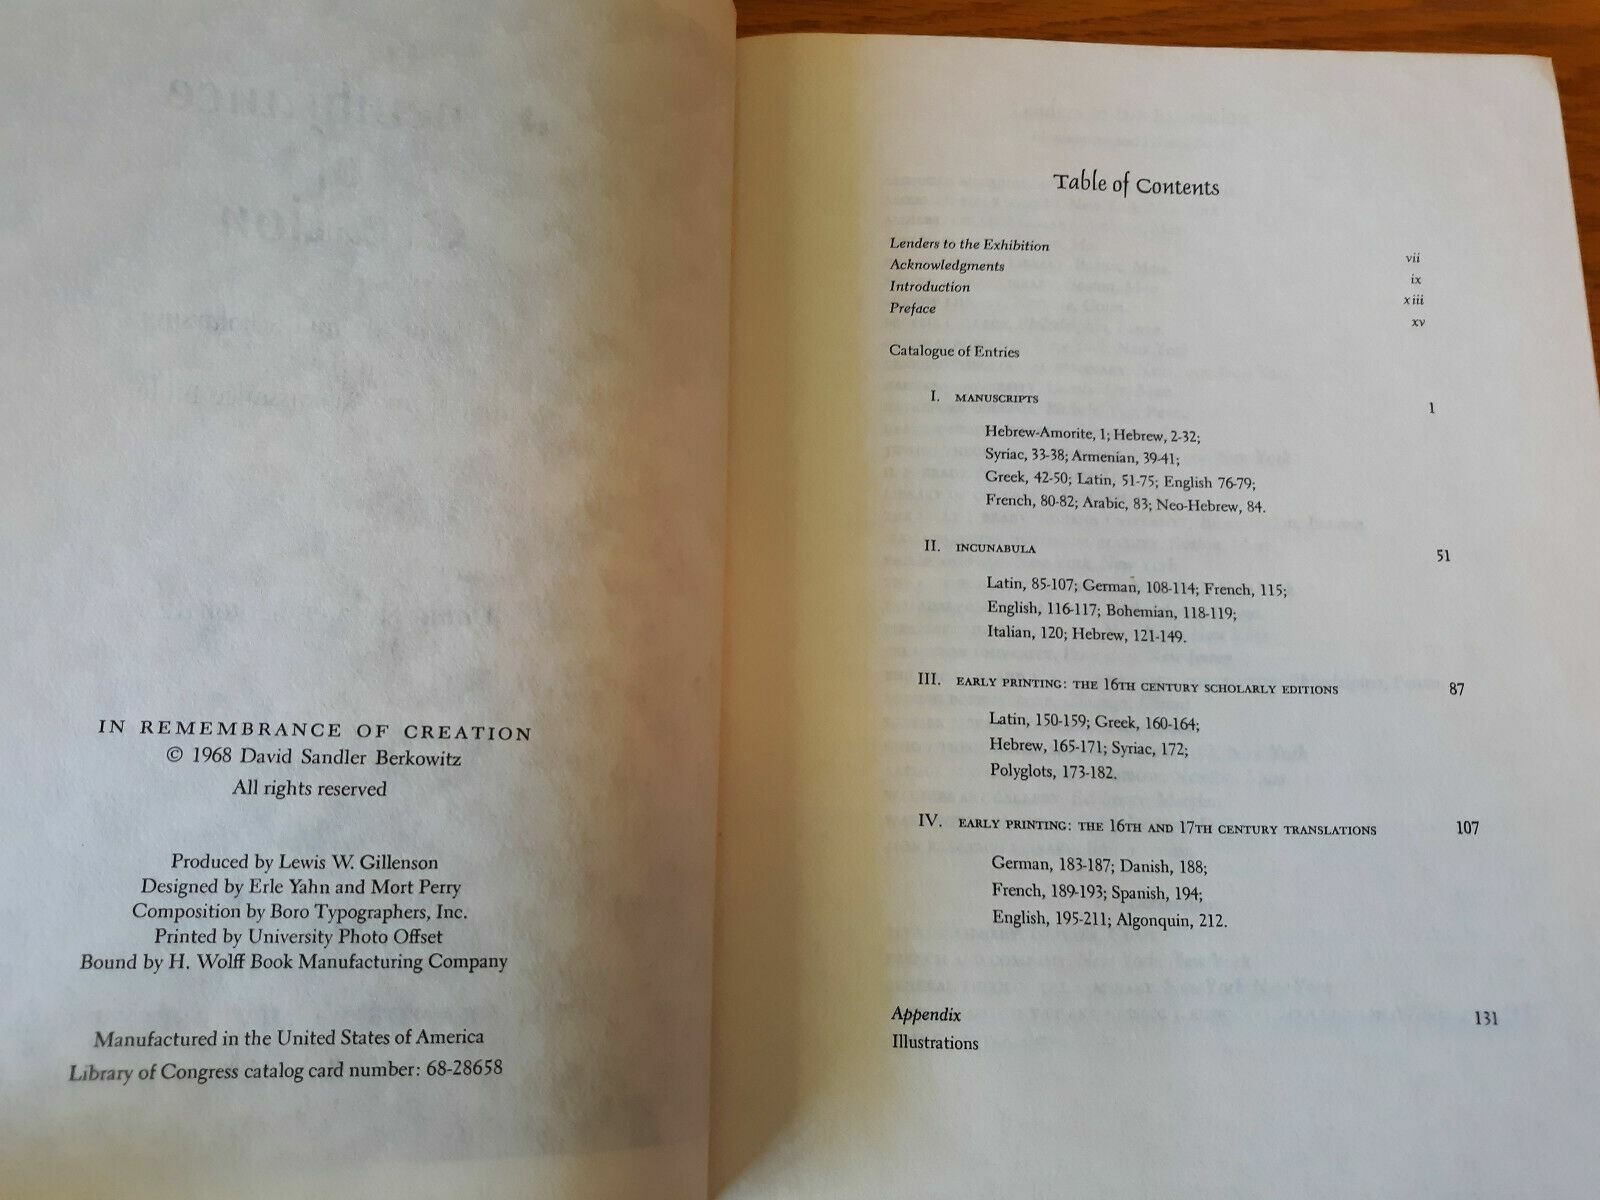 IN REMEMBRANCE OF CREATION
© 1968 David Sandler Berkowitz
All rights reserved
Produced by Lewis W. Gillenson
Designed by Erle Yahn and Mort Perry
Composition by Boro Typographers, Inc.
Printed by University Photo Offset
Bound by H. Wolff Book Manufacturing Company
Manufactured in the United States of America
Library of Congress catalog card number: 68-28658
Table of Contents
Lenders to the Exhibition vii
Acknowledgments ix
Introduction xiii
Preface xv
Catalogue of Entries
I. MANUSCRIPTS 1
Hebrew-Amorite, 1; Hebrew, 2-32;
Syriac, 33-38; Armenian, 39-41;
Greek, 42-50; Latin, 51-75; English 76-79;
French, 80-82; Arabic, 83; Neo-Hebrew, 84.
II. INCUNABULA 51
Latin, 85-107; German, 108-114; French, 115;
English, 116-117; Bohemian, 118-119;
Italian, 120; Hebrew, 121-149.
III. EARLY PRINTING: THE 16TH CENTURY SCHOLARLY EDITIONS 87
Latin, 150-159; Greek, 160-164;
Hebrew, 165-171; Syriac, 172;
Polyglots, 173-182.
IV. EARLY PRINTING: THE 16TH AND 17TH CENTURY TRANSLATIONS 107
German, 183-187; Danish, 188;
French, 189-193; Spanish, 194;
English, 195-211; Algonquin, 212.
Appendix 131
Illustrations